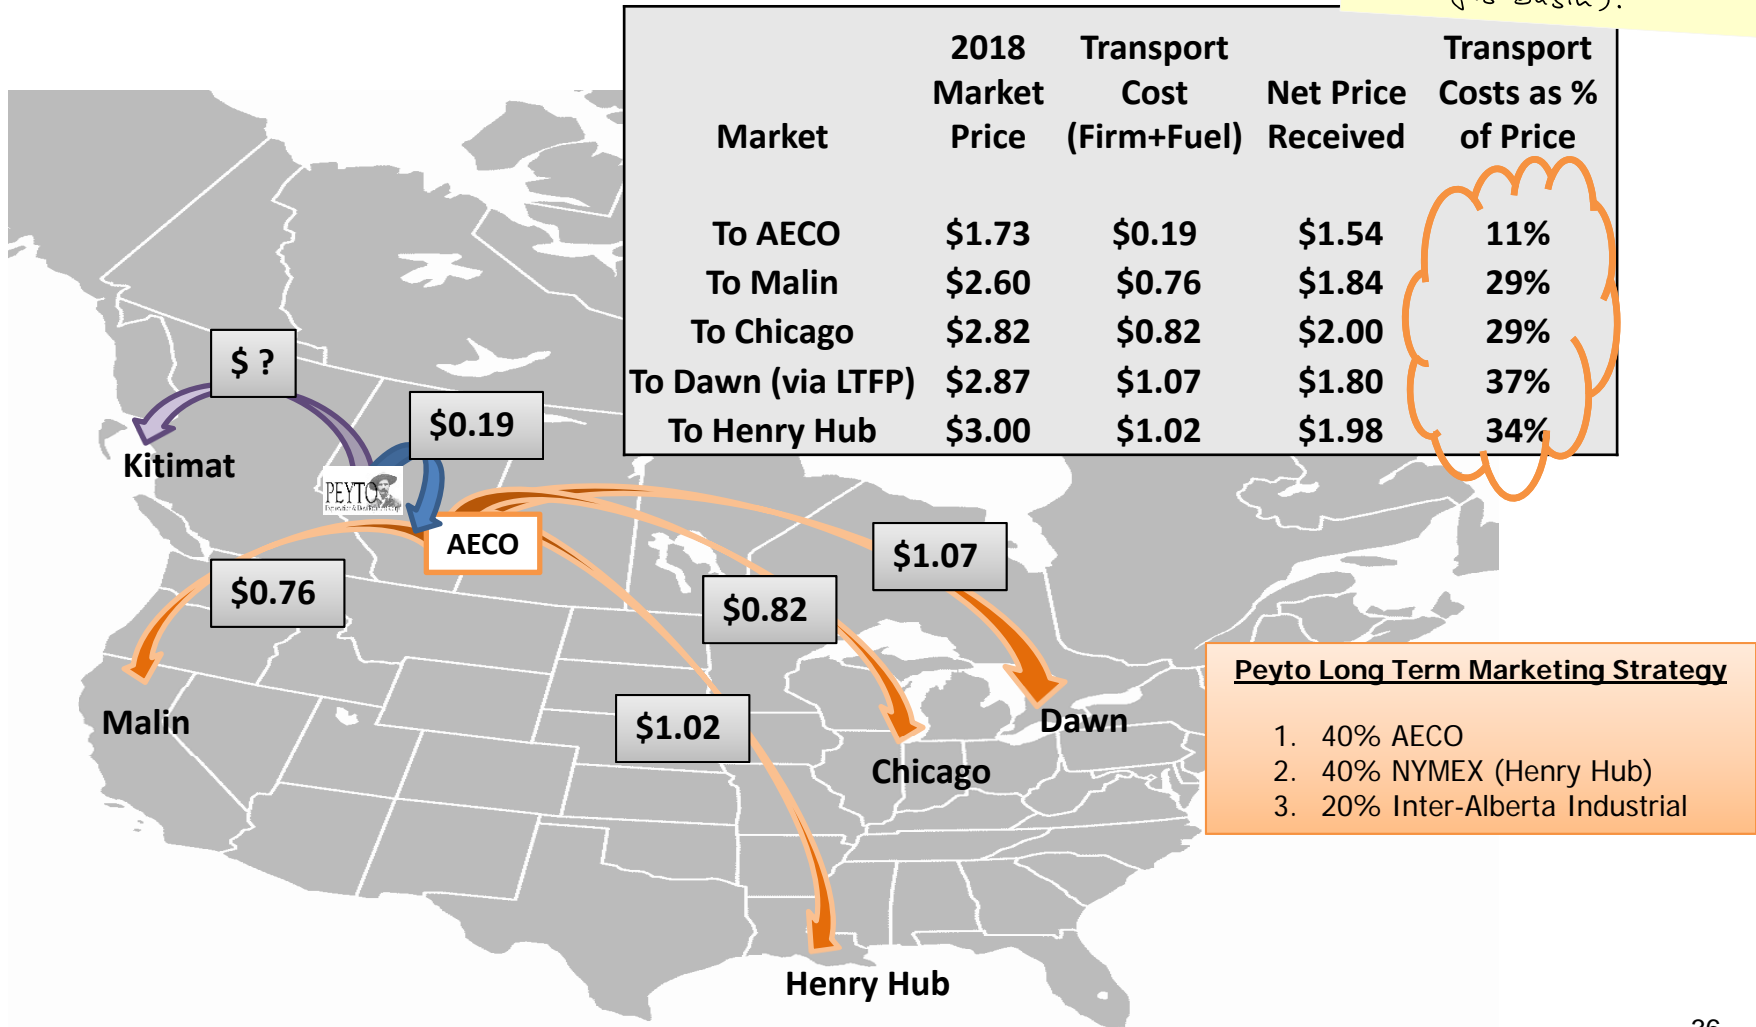 Basin).
2018 Transport Transport
Market Cost Net Price Costs as %
Market Price (Firm+Fuel) Received of Price
To AECO $1.73 $0.19 $1.54 11%
To Malin $2.60 $0.76 $1.84 29%
To Chicago $2.82 $0.82 $2.00 29%
To Dawn (via LTFP) $2.87 $1.07 $1.80 37%
To Henry Hub $3.00 $1.02 $1.98 34%
$ ?
$0.19
Kitimat
PEYTO
AECO
$1.07
$0.76
$0.82
Peyto Long Term Marketing Strategy
1. 40% AECO
2. 40% NYMEX (Henry Hub)
3. 20% Inter-Alberta Industrial
Malin
$1.02
Dawn
Chicago
Henry Hub